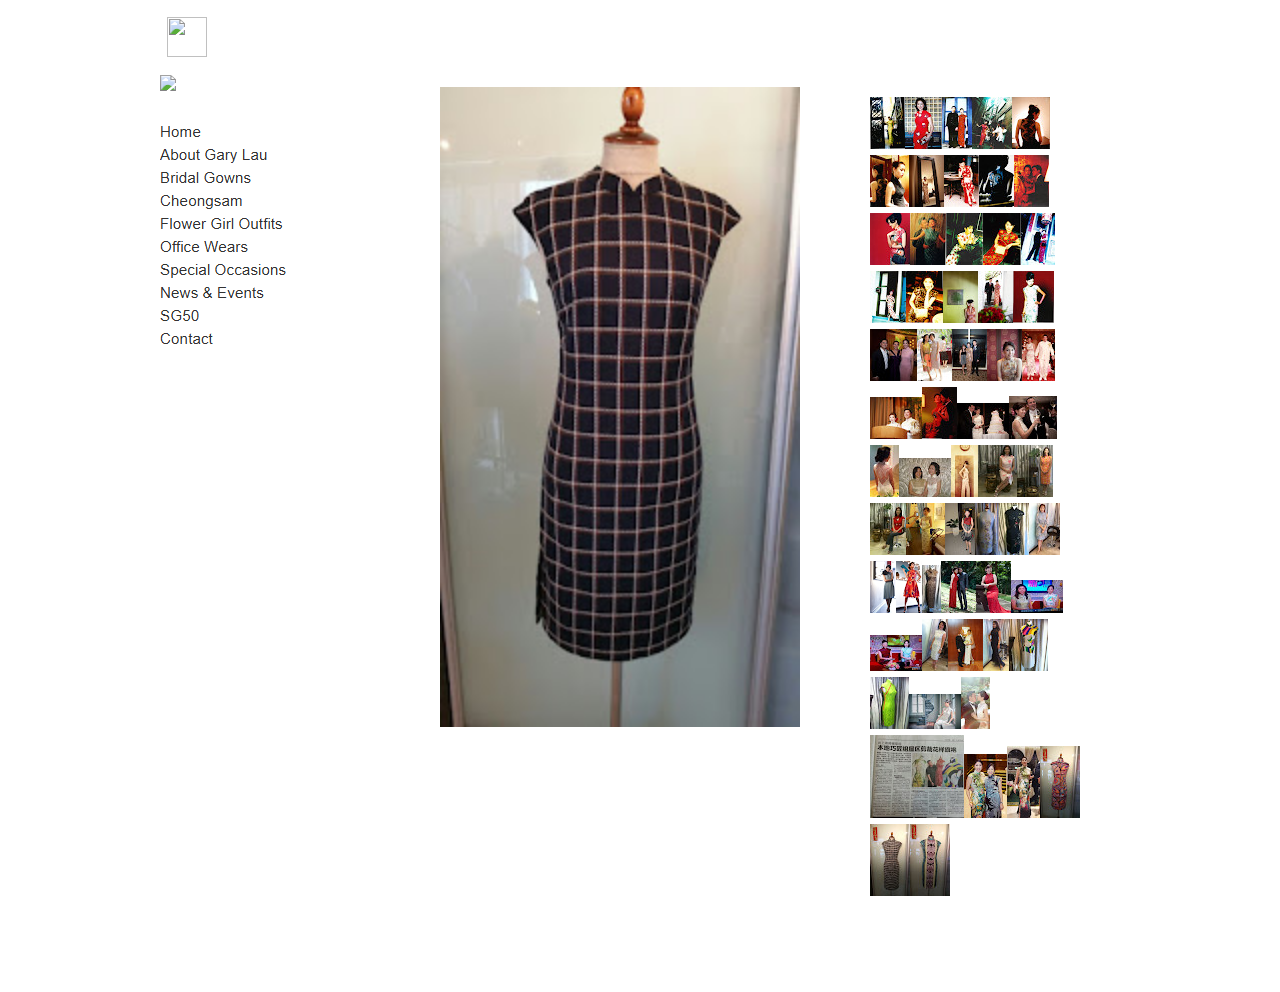 Home
About Gary Lau
Bridal Gowns
Cheongsam
Flower Girl Outfits
Office Wears
Special Occasions
News & Events
SG50
Contact